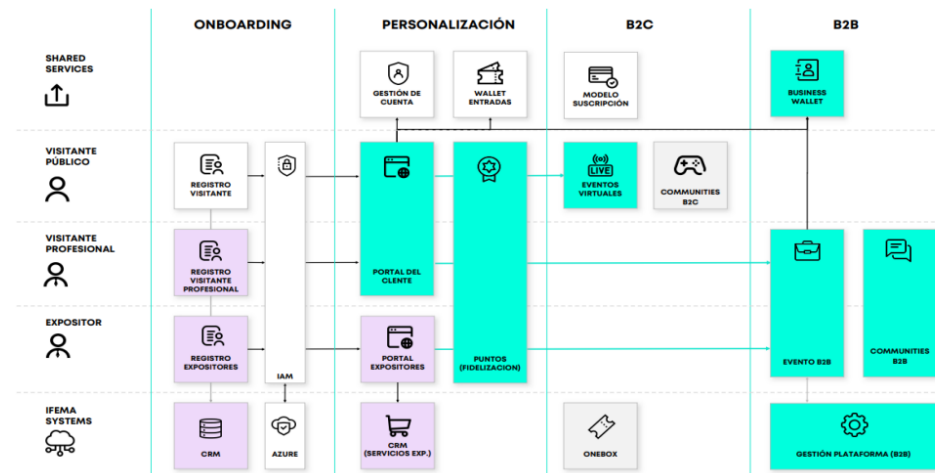 ONBOARDING
PERSONALIZACIÓN
B2C
B2B
SHARED
SERVICES
GESTIÓN DE
CUENTA
WALLET
ENTRADAS
MODELO
SUSCRIPCIÓN
BUSINESS
WALLET
VISITANTE
PÚBLICO
REGISTRO
VISITANTE
LIVE
EVENTOS
VIRTUALES
COMMUNITIES
B2C
VISITANTE
PROFESIONAL
REGISTRO
VISITANTE
PROFESIONAL
PORTAL DEL
CLENTE
EXPOSITOR
REGISTRO
EXPOSITORES
IAM
PORTAL
EXPOSITORES
PUNTOS
(FIDELIZACION)
EVENTO B2B
COMMUNITIES
B2B
IFEMA
SYSTEMS
CRM
AZURE
CRM
(SERVICIOS EXP.)
ONEBOX
GESTIÓN PLATAFORMA (B2B)